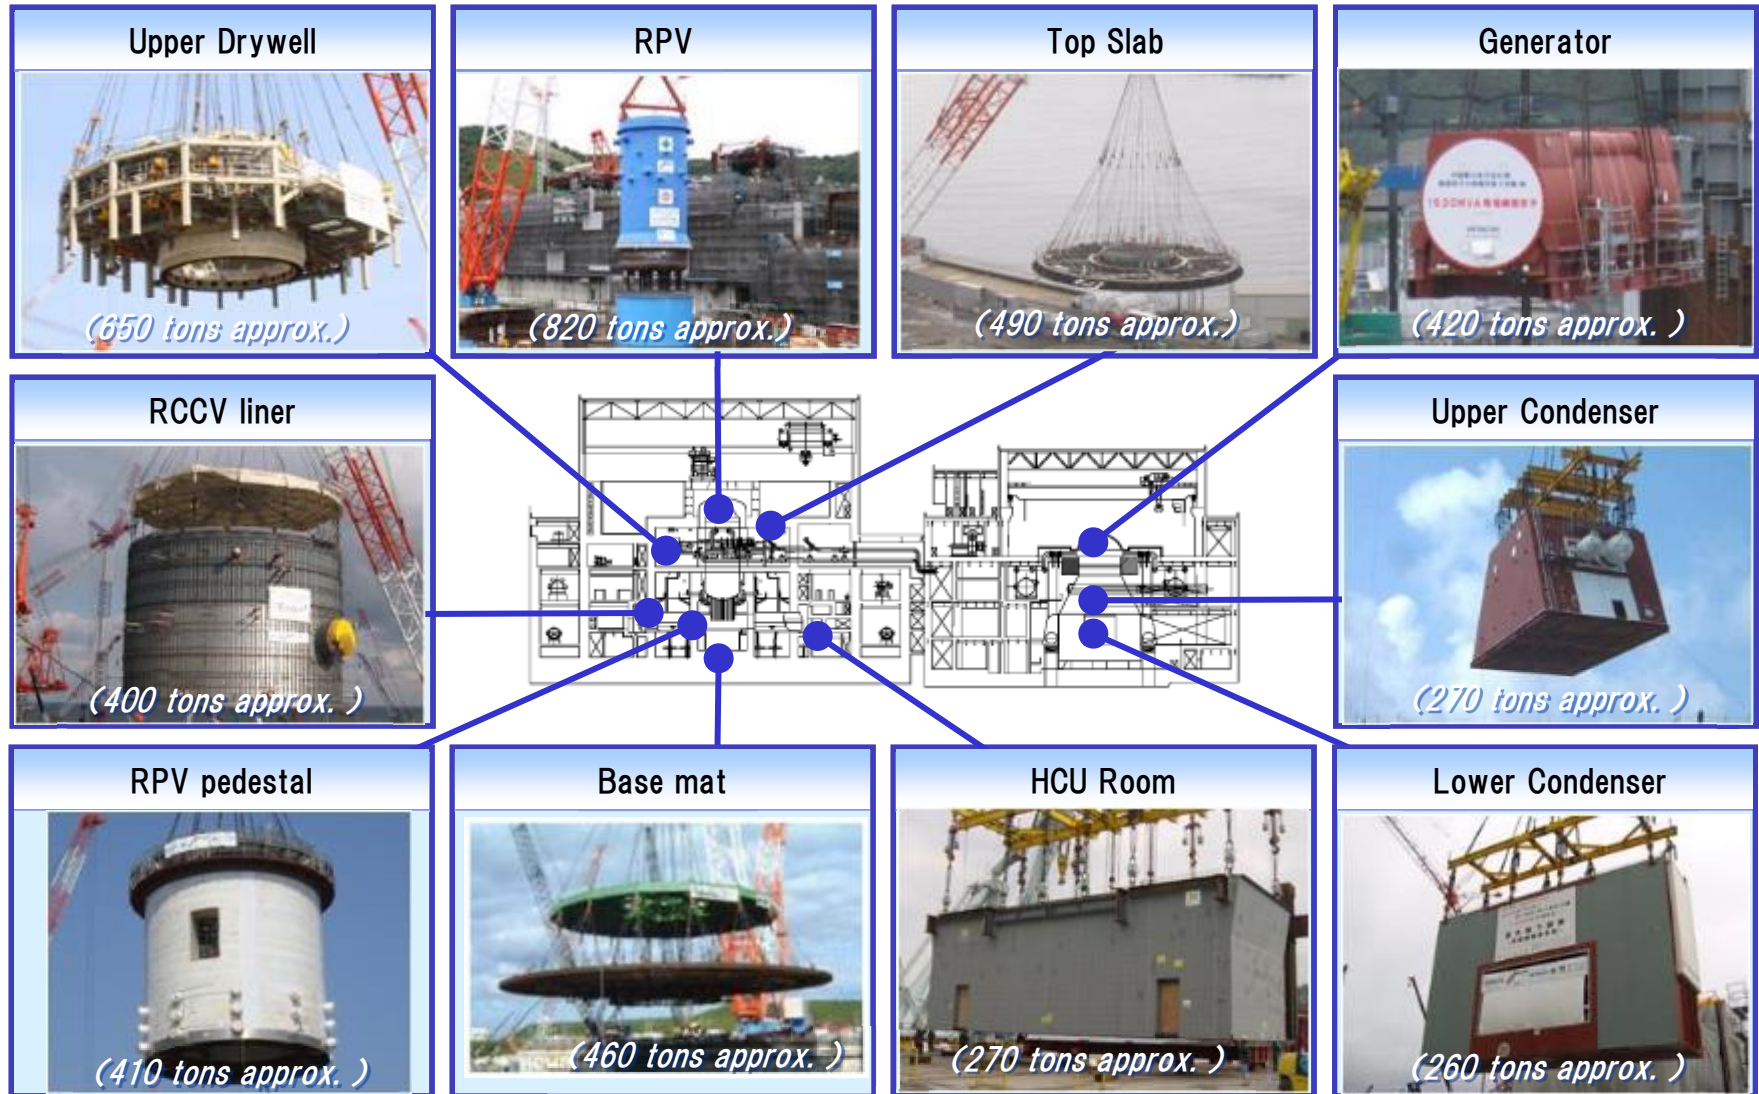 Upper Drywell
(650 tons approx.)
RPV
(820 tons approx.)
Top Slab
(490 tons approx.)
Generator
(420 tons approx. )
RCCV liner
(400 tons approx. )
Upper Condenser
(270 tons approx. )
RPV pedestal
(410 tons approx. )
Base mat
(460 tons approx. )
HCU Room
(270 tons approx. )
Lower Condenser
(260 tons approx. )